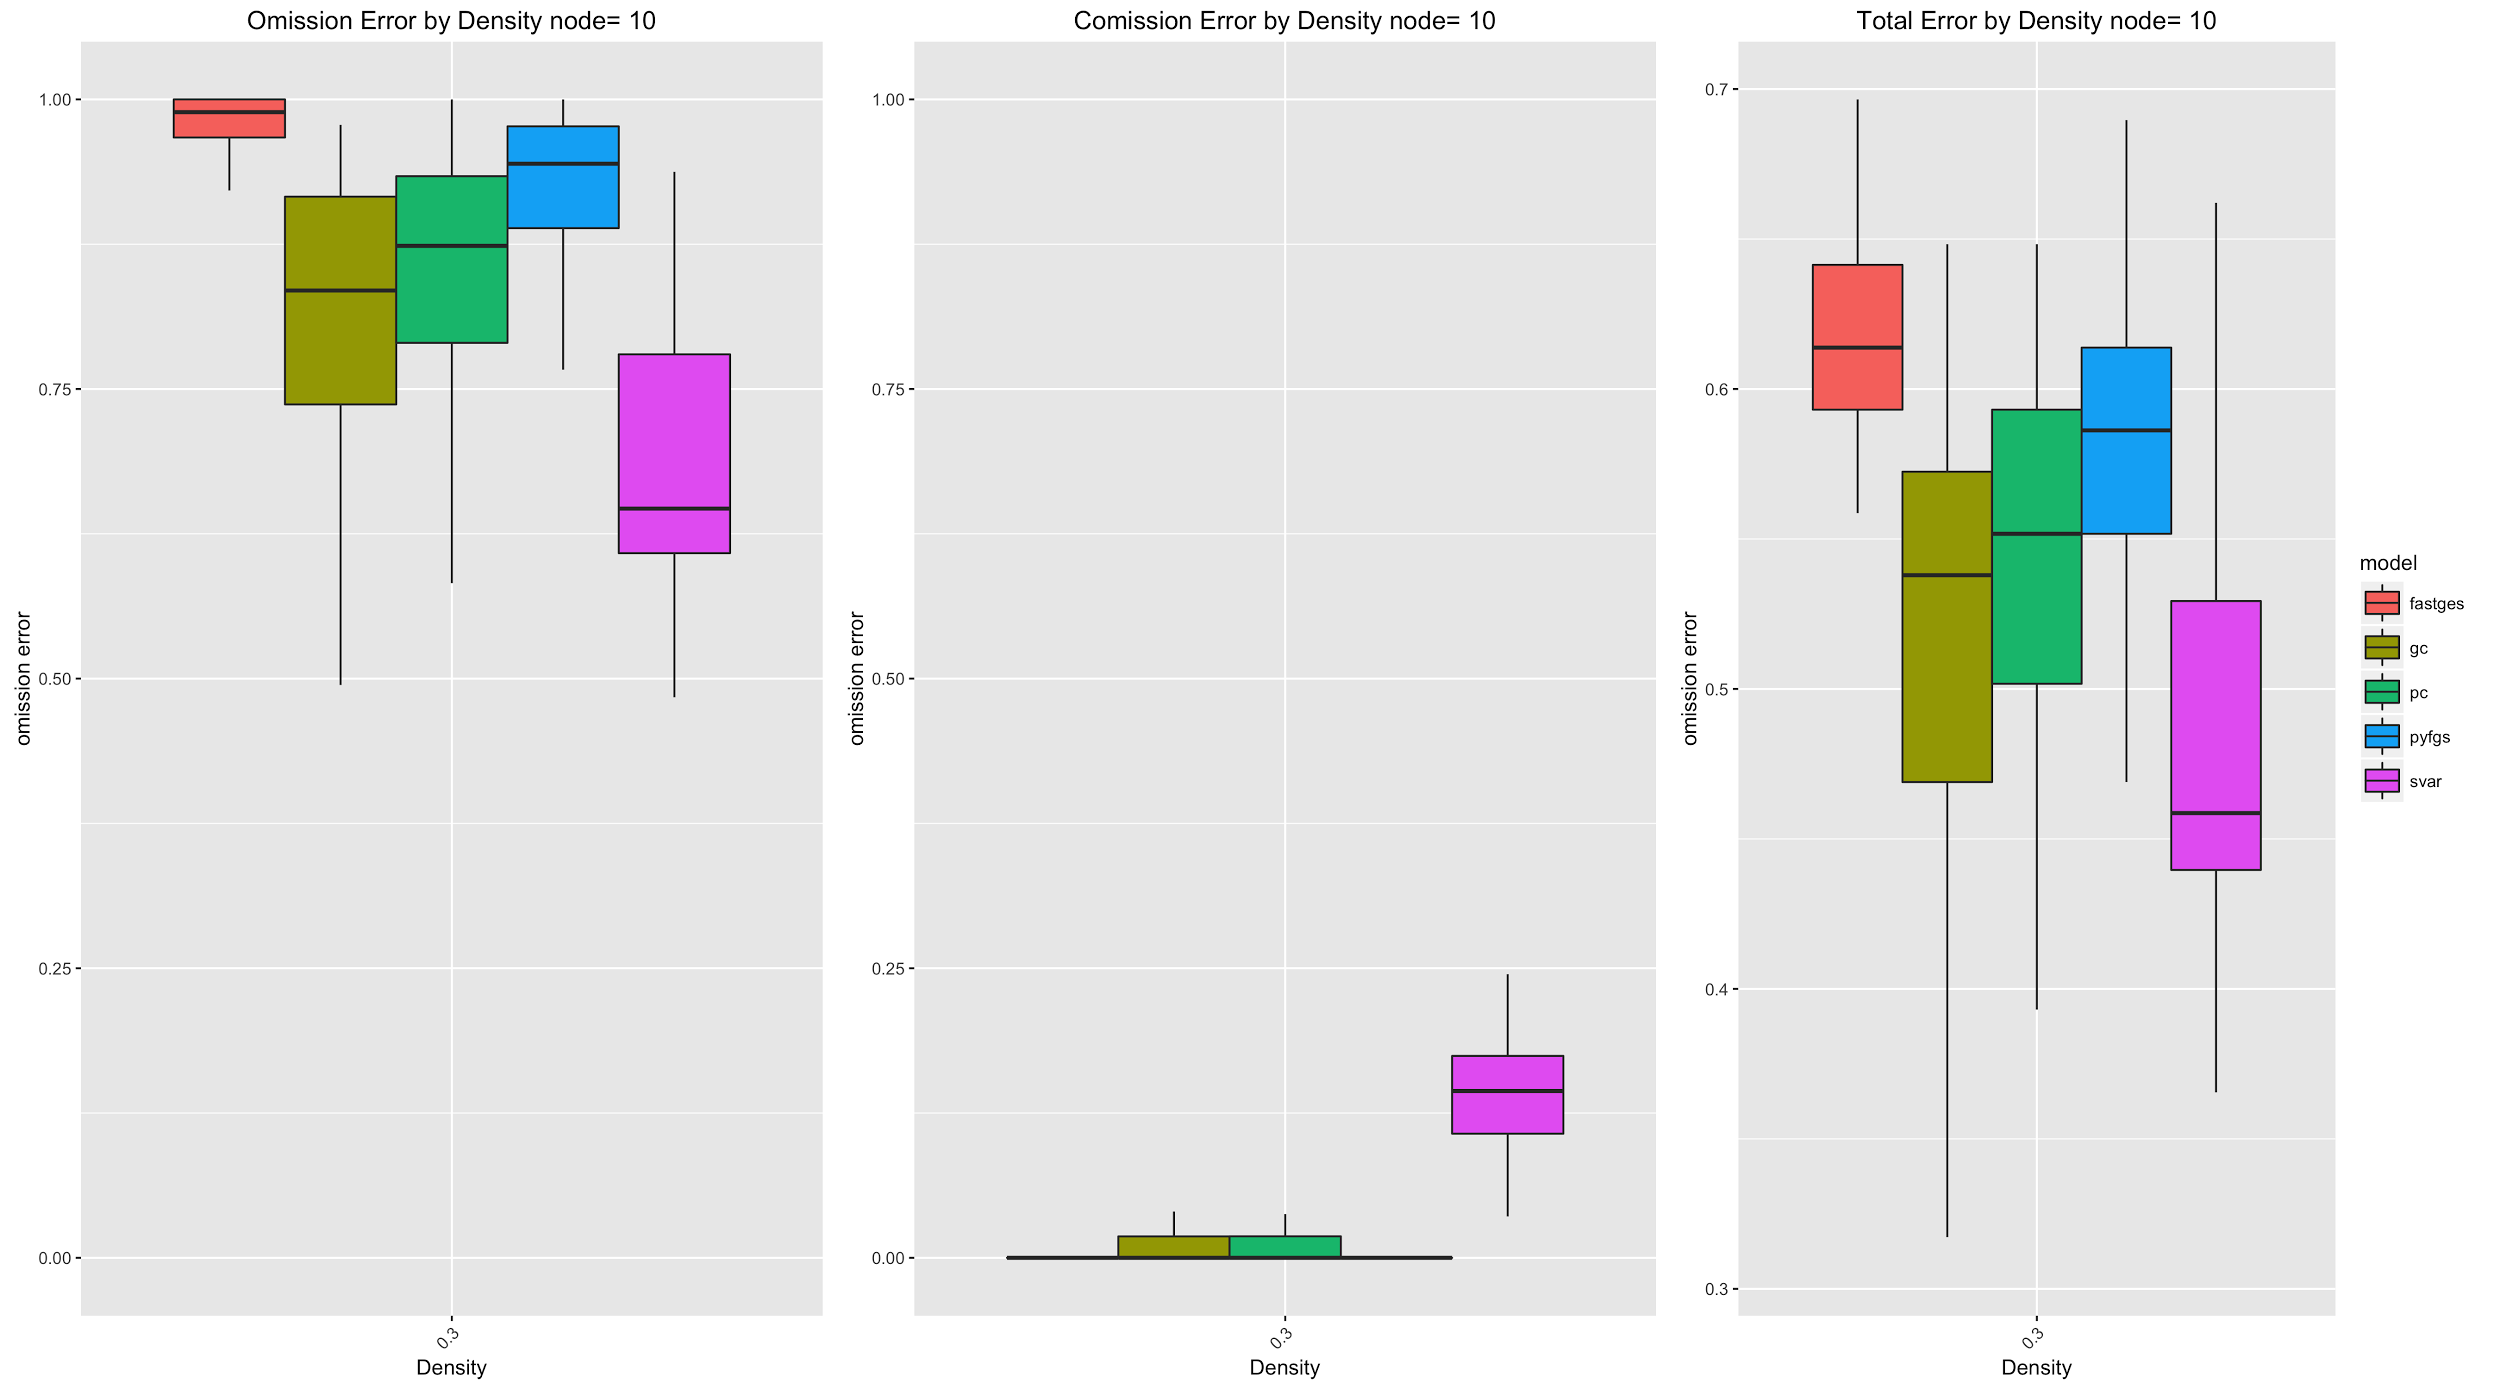 Omission Error by Density node= 10
1.00
0.75
0.50
0.25
0.00
omission error
0.3
Density
Comission Error by Density node= 10
1.00
0.75
0.50
0.25
0.00
omission error
0.3
Density
Total Error by Density node= 10
0.7
0.6
0.5
0.4
0.3
omission error
0.3
Density
model
fastges
gc
pc
pyfgs
svar